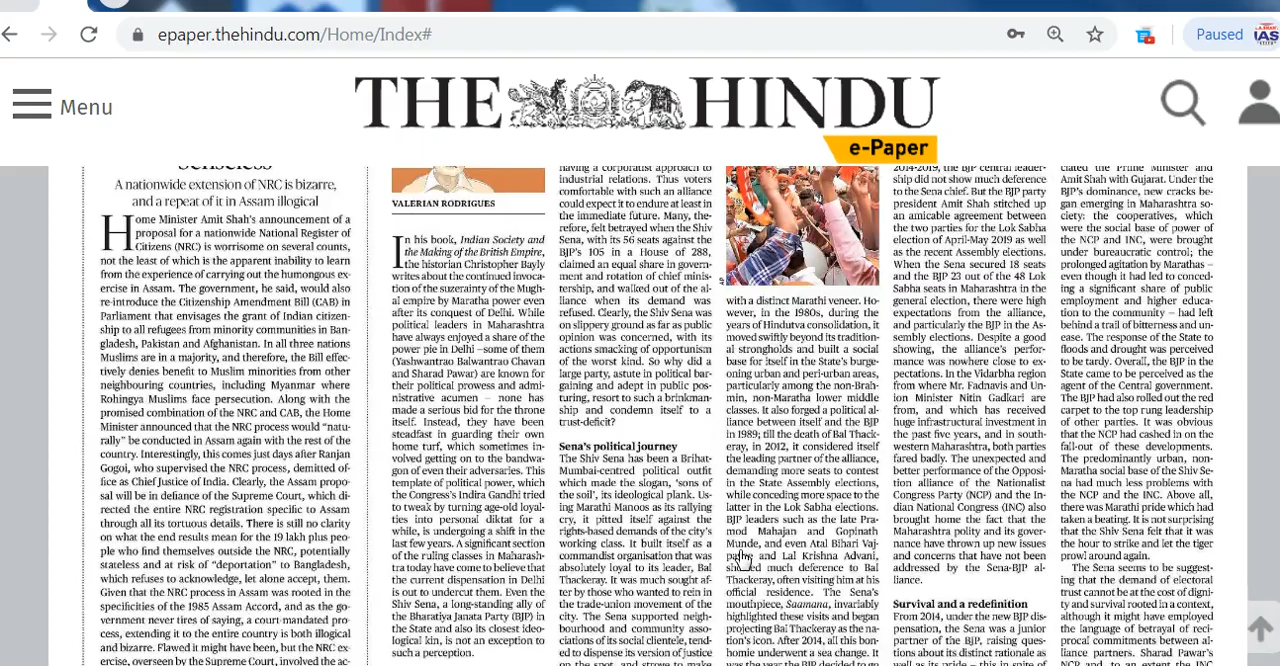 epaper.thehindu.com/Home/Index#
Paused
IAS
Menu
THE HINDU
e-Paper
Senseless
A nationwide extension of NRC is bizarre,
and a repeat of it in Assam illogical
Home Minister Amit Shah's announcement of a
proposal for a nationwide National Register of
Citizens (NRC) is worrisome on several counts,
not the least of which is the apparent inability to learn
from the experience of carrying out the humongous ex-
ercise in Assam. The government, he said, would also
re-introduce the Citizenship Amendment Bill (CAB) in
Parliament that envisages the grant of Indian citizen-
ship to all refugees from minority communities in Ban-
gladesh, Pakistan and Afghanistan. In all three nations
Muslims are in a majority, and therefore, the Bill effec-
tively denies benefit to Muslim minorities from other
neighbouring countries, including Myanmar where
Rohingya Muslims face persecution. Along with the
promised combination of the NRC and CAB, the Home
Minister announced that the NRC process would "natu-
rally" be conducted in Assam again with the rest of the
country. Interestingly, this comes just days after Ranjan
Gogoi, who supervised the NRC process, demitted of-
fice as Chief Justice of India. Clearly, the Assam propo-
sal will be in defiance of the Supreme Court, which di-
rected the entire NRC registration specific to Assam
through all its tortuous details. There is still no clarity
on what the end results mean for the 19 lakh plus peo-
ple who find themselves outside the NRC, potentially
stateless and at risk of "deportation" to Bangladesh,
which refuses to acknowledge, let alone accept, them.
Given that the NRC process in Assam was rooted in the
specificities of the 1985 Assam Accord, and as the go-
vernment never tires of saying, a court-mandated pro-
cess, extending it to the entire country is both illogical
and bizarre. Flawed it might have been, but the NRC ex-
ercise, overseen by the Supreme Court, involved the ac-
VALERIAN RODRIGUES
In his book, Indian Society and
the Making of the British Empire,
the historian Christopher Bayly
writes about the continued invoca-
tion of the suzerainty of the Mugh-
al empire by Maratha power even
after its conquest of Delhi. While
political leaders in Maharashtra
have always enjoyed a share of the
power pie in Delhi –some of them
(Yashwantrao Balwantrao Chavan
and Sharad Pawar) are known for
their political prowess and admi-
nistrative acumen – none has
made a serious bid for the throne
itself. Instead, they have been
steadfast in guarding their own
home turf, which sometimes in-
volved getting on to the bandwa-
gon of even their adversaries. This
template of political power, which
the Congress's Indira Gandhi tried
to tweak by turning age-old loyal-
ties into personal diktat for a
while, is undergoing a shift in the
last few years. A significant section
of the ruling classes in Maharash-
tra today have come to believe that
the current dispensation in Delhi
is out to undercut them. Even the
Shiv Sena, a long-standing ally of
the Bharatiya Janata Party (BJP) in
the State and also its closest ideo-
logical kin, is not an exception to
such a perception.
having a corporatist approach to
industrial relations. Thus voters
comfortable with such an alliance
could expect it to endure at least in
the immediate future. Many, the-
refore, felt betrayed when the Shiv
Sena, with its 56 seats against the
BJP's 105 in a House of 288,
claimed an equal share in govern-
ment and rotation of chief minis-
tership, and walked out of the al-
liance when its demand was
refused. Clearly, the Shiv Sena was
on slippery ground as far as public
opinion was concerned, with its
actions smacking of opportunism
of the worst kind. So why did a
large party, astute in political bar-
gaining and adept in public pos-
turing, resort to such a brinkman-
ship and condemn itself to a
trust-deficit?
Sena's political journey
The Shiv Sena has been a Brihat-
Mumbai-centred political outfit
which made the slogan, 'sons of
the soil', its ideological plank. Us-
ing Marathi Manoos as its rallying
cry, it pitted itself against the
rights-based demands of the city's
working class. It built itself as a
commandist organisation that was
absolutely loyal to its leader, Bal
Thackeray. It was much sought af-
ter by those who wanted to rein in
the trade-union movement of the
city. The Sena supported neigh-
bourhood and community asso-
ciations of its social clientele, tend-
ed to dispense its version of justice
on the spot, and strove to make
AP
with a distinct Marathi veneer. Ho-
wever, in the 1980s, during the
years of Hindutva consolidation, it
moved swiftly beyond its tradition-
al strongholds and built a social
base for itself in the State's burge-
oning urban and peri-urban areas,
particularly among the non-Brah-
min, non-Maratha lower middle
classes. It also forged a political al-
liance between itself and the BJP
in 1989; till the death of Bal Thack-
eray, in 2012, it considered itself
the leading partner of the alliance,
demanding more seats to contest
in the State Assembly elections,
while conceding more space to the
latter in the Lok Sabha elections.
BJP leaders such as the late Pra-
mod Mahajan and Gopinath
Munde, and even Atal Bihari Vaj-
and Lal Krishna Advani,
much deference to Bal
Thackeray, often visiting him at his
official residence. The Sena's
mouthpiece, Saamana, invariably
highlighted these visits and began
projecting Bal Thackeray as the na-
tion's icon. After 2014, all this bon-
homie underwent a sea change. It
was the year the BJP decided to go
2014-2019, the BJP central leader-
ship did not show much deference
to the Sena chief. But the BJP party
president Amit Shah stitched up
an amicable agreement between
the two parties for the Lok Sabha
election of April-May 2019 as well
as the recent Assembly elections.
When the Sena secured 18 seats
and the BJP 23 out of the 48 Lok
Sabha seats in Maharashtra in the
general election, there were high
expectations from the alliance,
and particularly the BJP in the As-
sembly elections. Despite a good
showing, the alliance's perfor-
mance was nowhere close to ex-
pectations. In the Vidarbha region
from where Mr. Fadnavis and Un-
ion Minister Nitin Gadkari are
from, and which has received
huge infrastructural investment in
the past five years, and in south-
western Maharashtra, both parties
fared badly. The unexpected and
better performance of the Opposi-
tion alliance of the Nationalist
Congress Party (NCP) and the In-
dian National Congress (INC) also
brought home the fact that the
Maharashtra polity and its gover-
nance have thrown up new issues
and concerns that have not been
addressed by the Sena-BJP al-
liance.
Survival and a redefinition
From 2014, under the new BJP dis-
pensation, the Sena was a junior
partner of the BJP, raising ques-
tions about its distinct rationale as
well as its pride – this in spite of
cated the Prime Minister and
Amit Shah with Gujarat. Under the
BJP's dominance, new cracks be-
gan emerging in Maharashtra so-
ciety: the cooperatives, which
were the social base of power of
the NCP and INC, were brought
under bureaucratic control; the
prolonged agitation by Marathas –
even though it had led to conced-
ing a significant share of public
employment and higher educa-
tion to the community – had left
behind a trail of bitterness and un-
ease. The response of the State to
floods and drought was perceived
to be tardy. Overall, the BJP in the
State came to be perceived as the
agent of the Central government.
The BJP had also rolled out the red
carpet to the top rung leadership
of other parties. It was obvious
that the NCP had cashed in on the
fall-out of these developments.
The predominantly urban, non-
Maratha social base of the Shiv Se-
na had much less problems with
the NCP and the INC. Above all,
there was Marathi pride which had
taken a beating. It is not surprising
that the Shiv Sena felt that it was
the hour to strike and let the tiger
prowl around again.
The Sena seems to be suggest-
ing that the demand of electoral
trust cannot be at the cost of digni-
ty and survival rooted in a context,
although it might have employed
the language of betrayal of reci-
procal commitments between al-
liance partners. Sharad Pawar's
NCP and, to an extent the INC